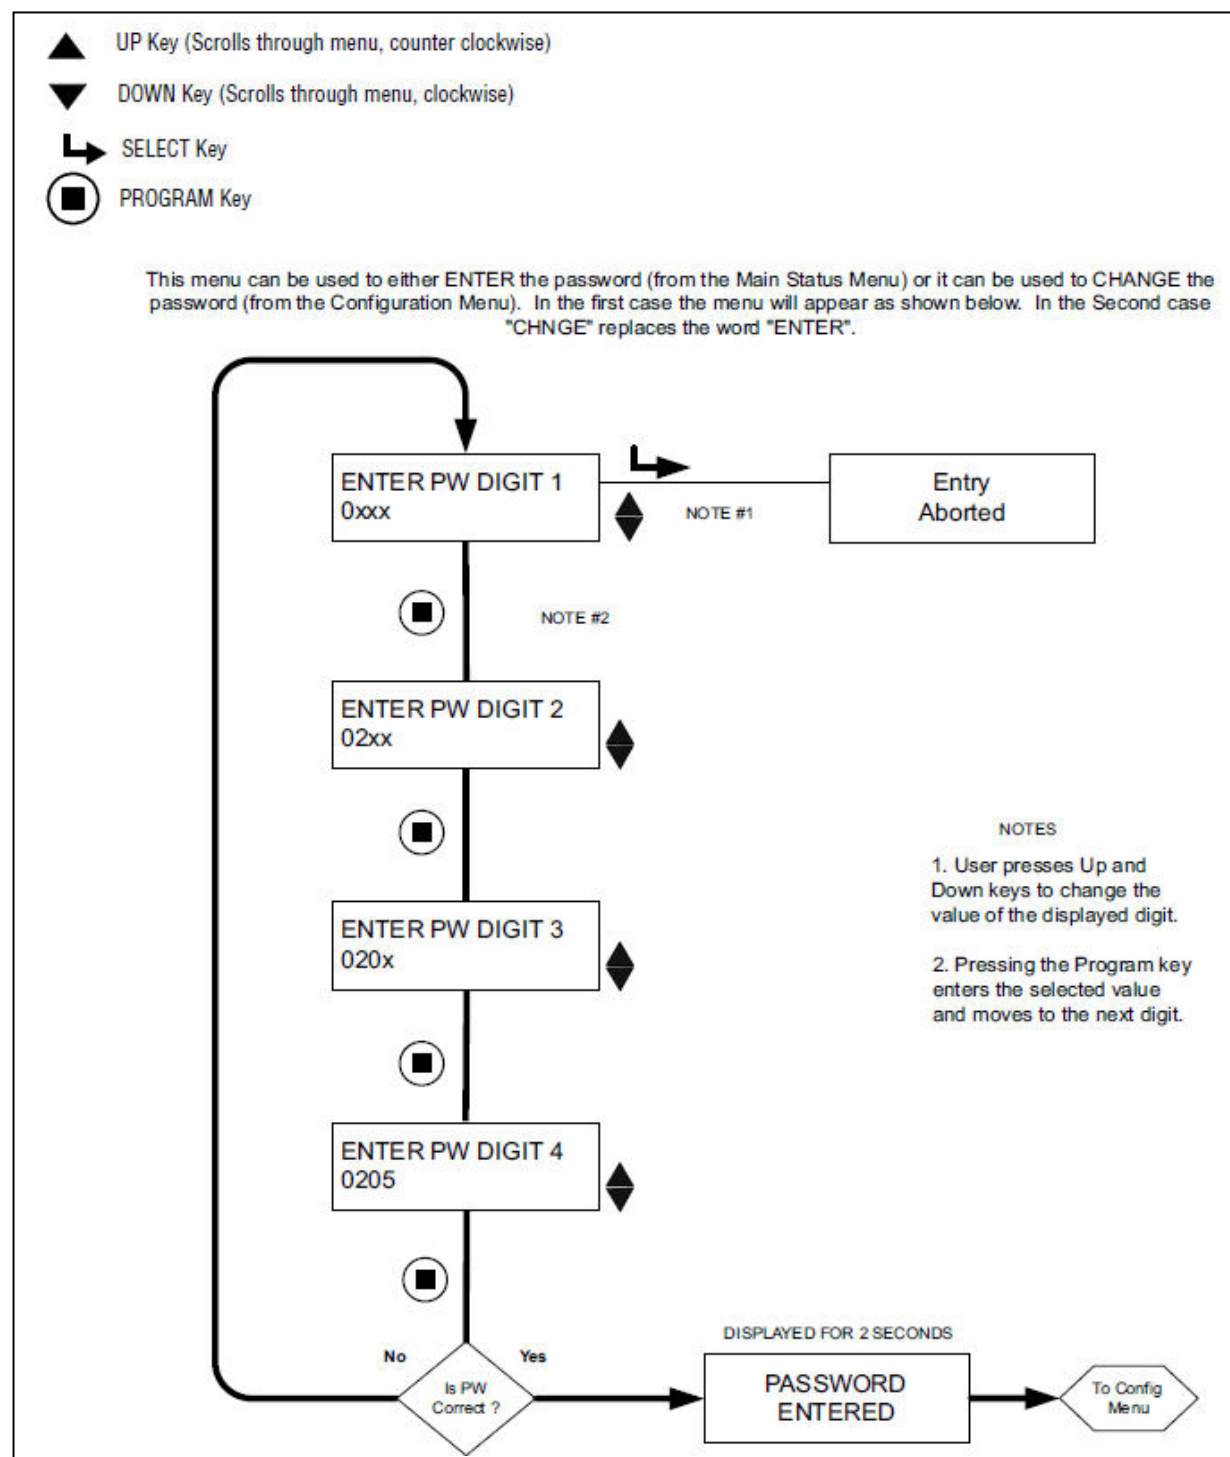 UP Key (Scrolls through menu, counter clockwise)
DOWN Key (Scrolls through menu, clockwise)
SELECT Key
PROGRAM Key
This menu can be used to either ENTER the password (from the Main Status Menu) or it can be used to CHANGE the
password (from the Configuration Menu). In the first case the menu will appear as shown below. In the Second case
"CHNGE" replaces the word "ENTER".
ENTER PW DIGIT 1
0xxx
NOTE #1
Entry
Aborted
NOTE #2
ENTER PW DIGIT 2
02xx
ENTER PW DIGIT 3
020x
NOTES
1. User presses Up and
Down keys to change the
value of the displayed digit.
2. Pressing the Program key
enters the selected value
and moves to the next digit.
ENTER PW DIGIT 4
0205
No
Yes
Is PW
Correct ?
DISPLAYED FOR 2 SECONDS
PASSWORD
ENTERED
To Config
Menu